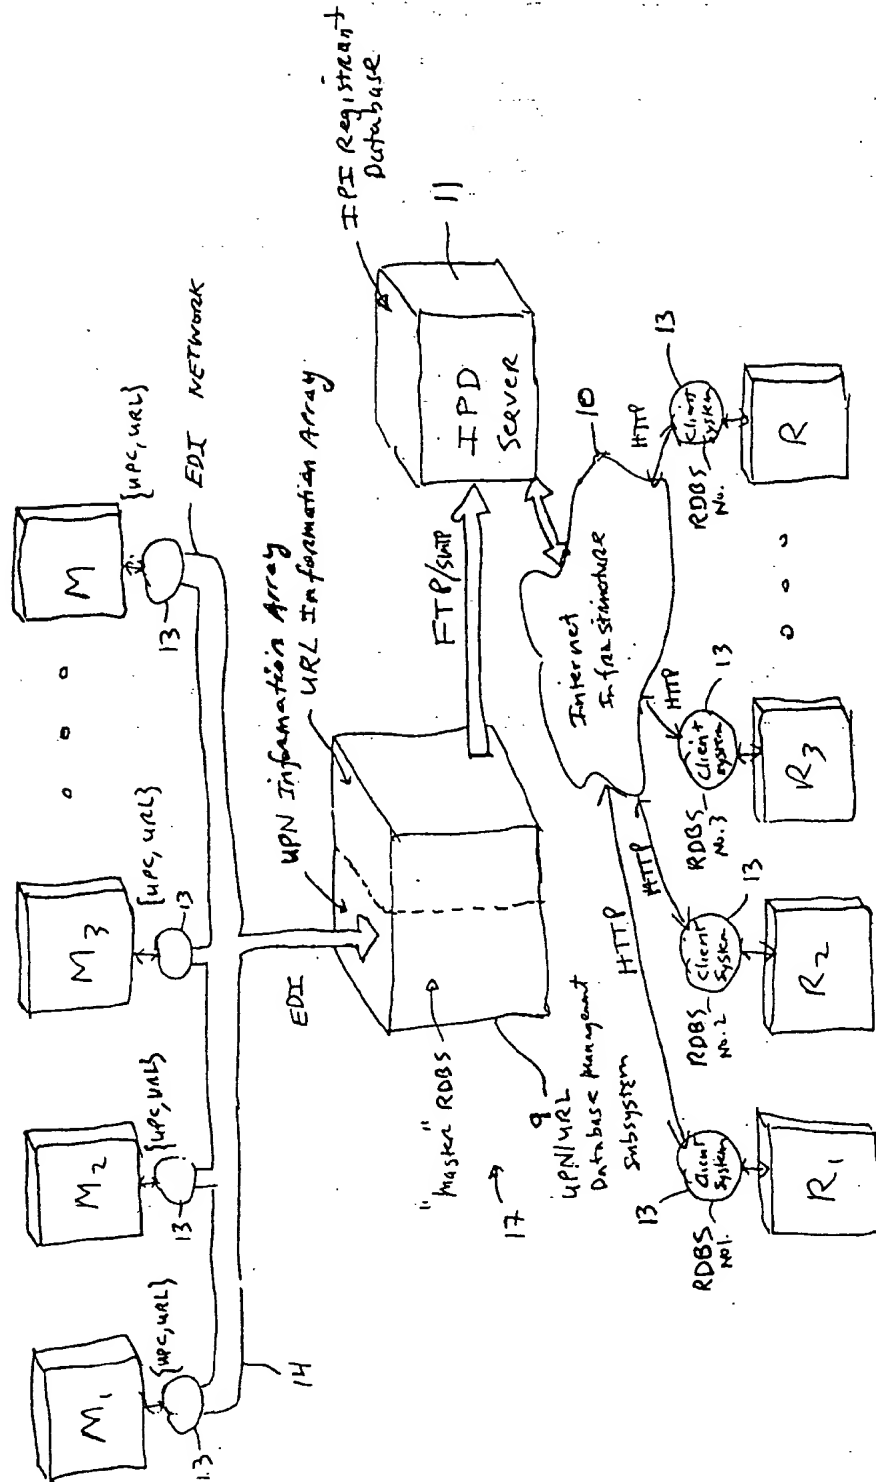 M1
M2
M3
M
{UPC, URL}
{UPC, URL}
{UPC, URL}
{UPC, URL}
13
13
13
13
14
EDI NETWORK
EDI
UPN Information Array
URL Information Array
IPI Registrant
Database
"Master" RDBS
17
9
UPN/URL
Database Management
Subsystem
FTP/SMTP
IPD
Server
11
10
Internet
Infrastructure
HTTP
HTTP
HTTP
HTTP
13
13
13
13
Client
System
Client
System
Client
System
Client
System
RDBS
No1.
RDBS
No.2
RDBS
No.3
RDBS
No.
R1
R2
R3
R